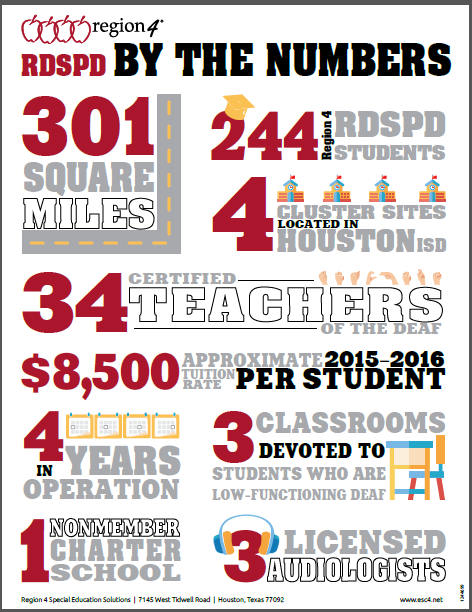 region 4®
RDSPD BY THE NUMBERS
301
SQUARE
MILES
244 Region 4 RDSPD
STUDENTS
4 CLUSTER SITES
LOCATED IN
HOUSTON ISD
34 CERTIFIED
TEACHERS
OF THE DEAF
$8,500 APPROXIMATE 2015–2016
TUITION RATE PER STUDENT
4
IN YEARS
OPERATION
3 CLASSROOMS
DEVOTED TO
STUDENTS WHO ARE
LOW-FUNCTIONING DEAF
1 NONMEMBER
CHARTER
SCHOOL
3 LICENSED
AUDIOLOGISTS
Region 4 Special Education Solutions | 7145 West Tidwell Road | Houston, Texas 77092
www.esc4.net